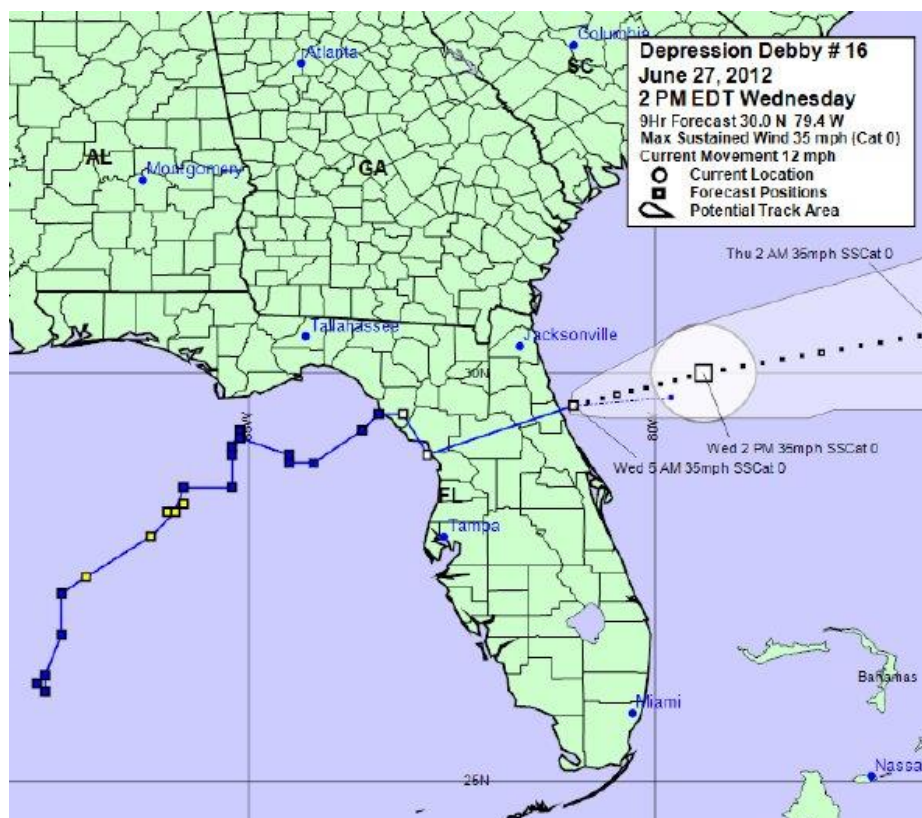 Columbia
Atlanta
SC
Depression Debby # 16
June 27, 2012
2 PM EDT Wednesday
9Hr Forecast 30.0 N 79.4 W
Max Sustained Wind 35 mph (Cat 0)
Current Movement 12 mph
Current Location
Forecast Positions
Potential Track Area
AL
Montgomery
GA
Thu 2 AM 35mph SSCat 0
Tallahassee
Jacksonville
30N
80W
Wed 2 PM 35mph SSCat 0
Wed 5 AM 35mph SSCat 0
FL
Tampa
Bahamas
Miami
25N
Nassa